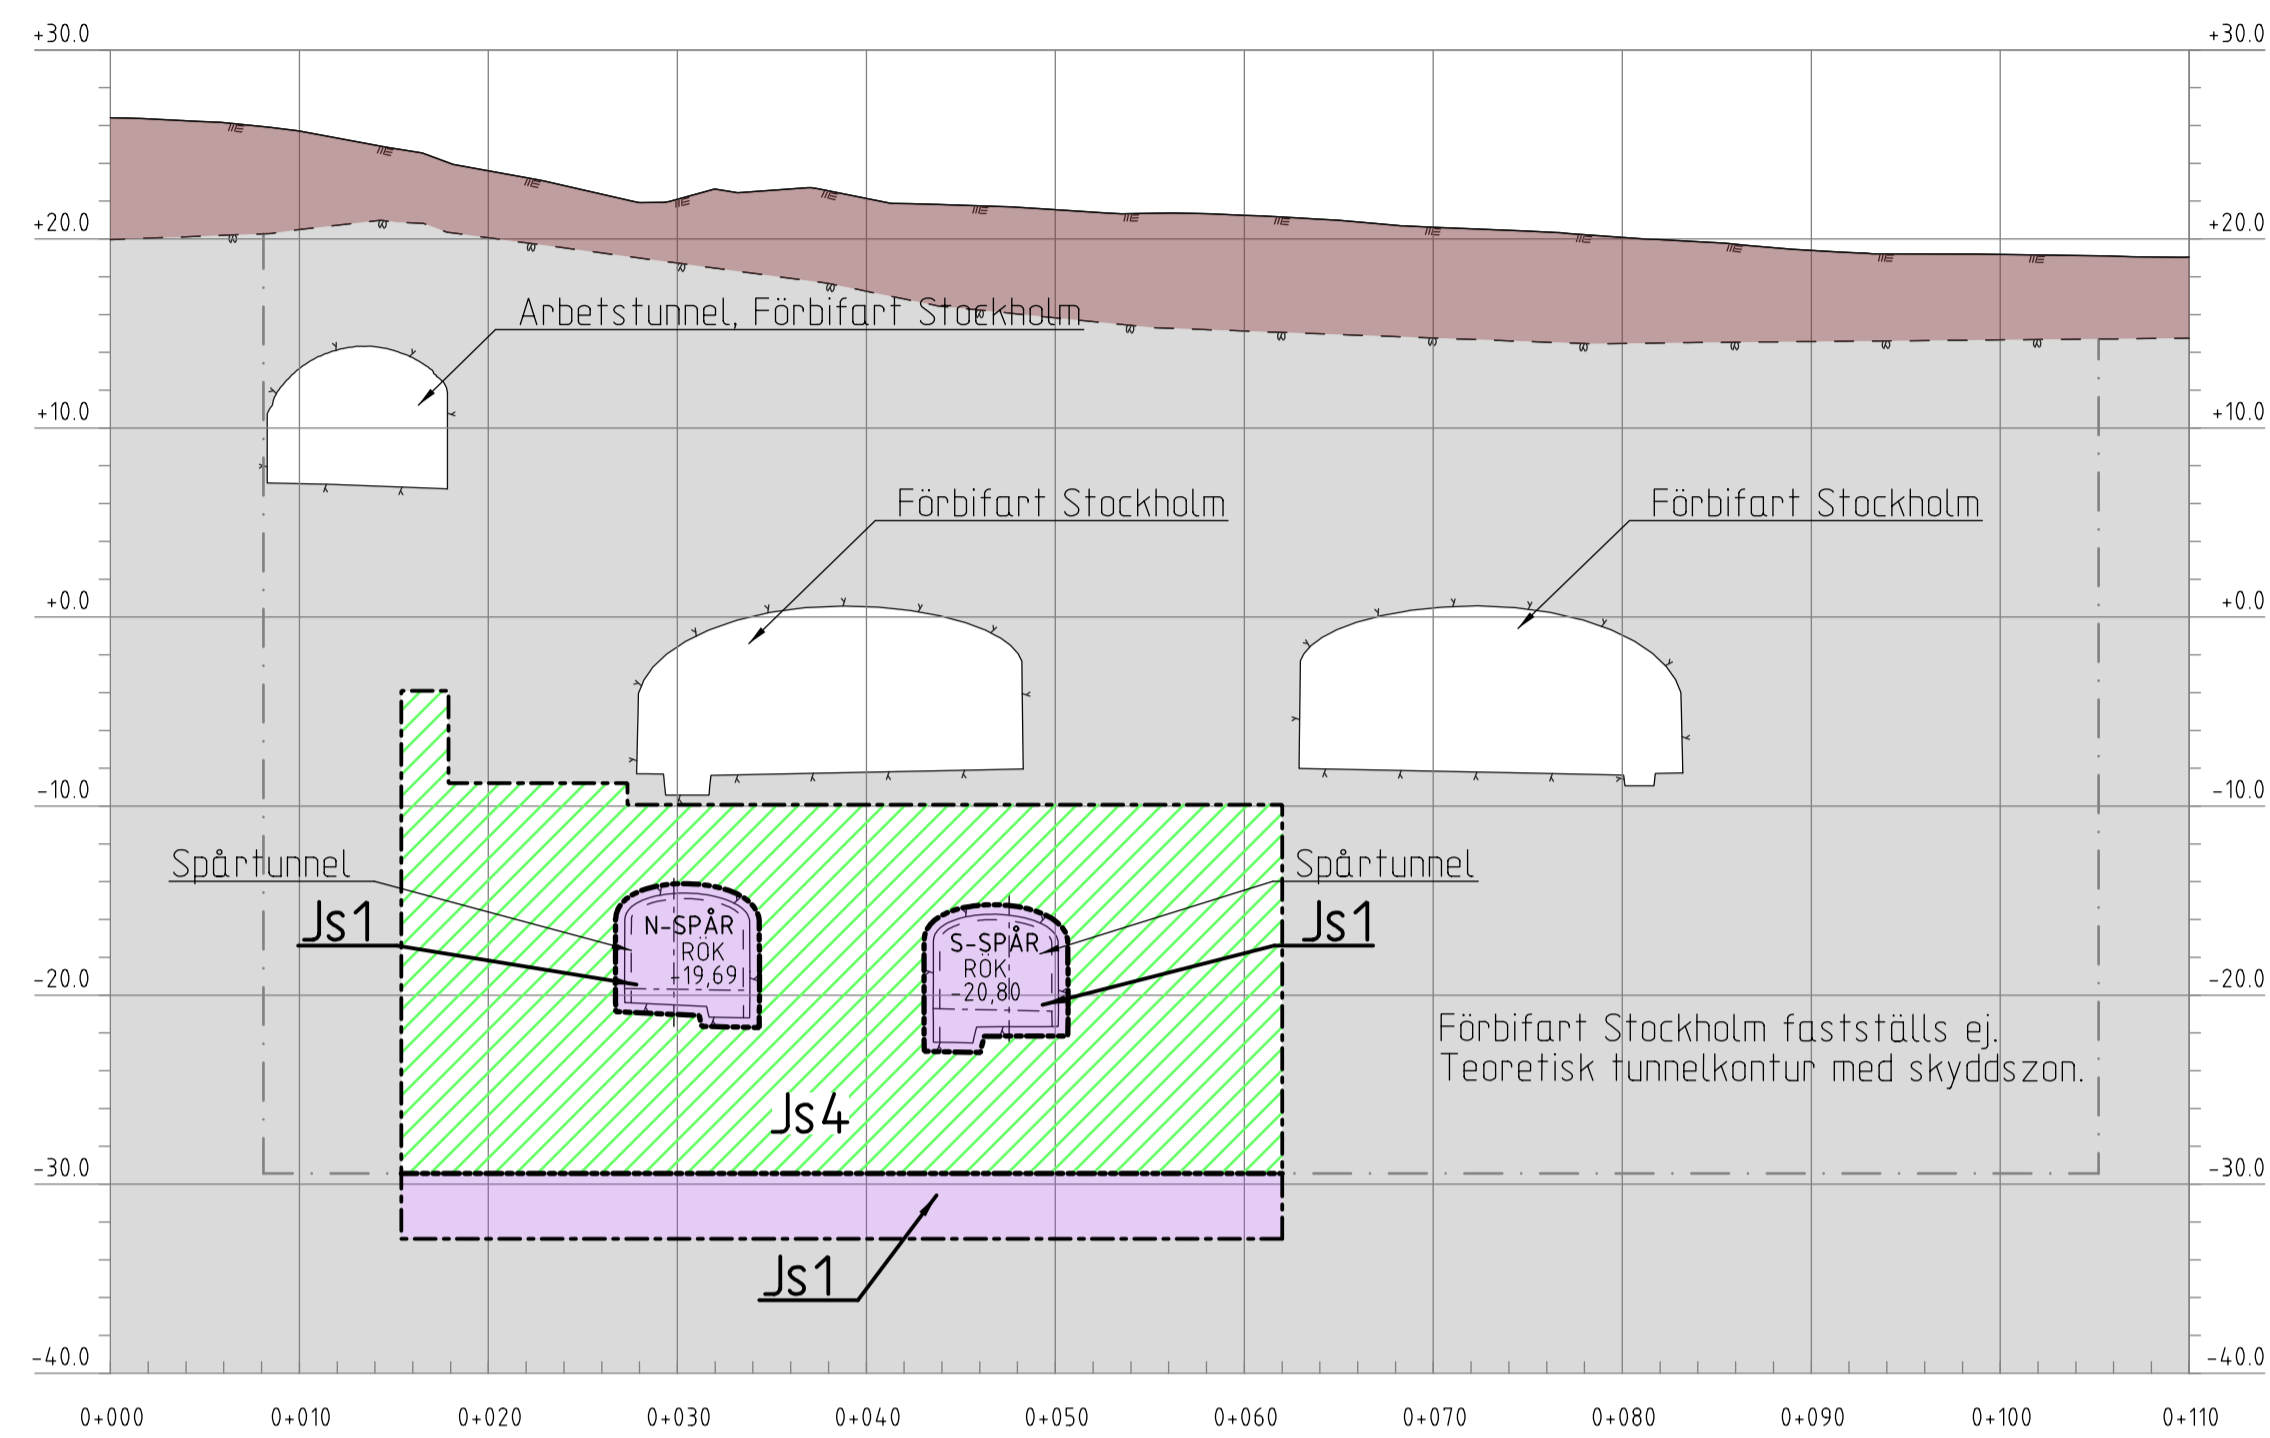 +30.0
+30.0
+20.0
+20.0
Arbetstunnel, Förbifart Stockholm
+10.0
+10.0
Förbifart Stockholm
Förbifart Stockholm
+0.0
+0.0
-10.0
-10.0
Spårtunnel
Spårtunnel
Js1
Js1
N-SPÅR
RÖK
-19,69
S-SPÅR
RÖK
-20,80
-20.0
-20.0
Förbifart Stockholm fastställs ej.
Teoretisk tunnelkontur med skyddszon.
Js4
-30.0
-30.0
Js1
-40.0
-40.0
0+000
0+010
0+020
0+030
0+040
0+050
0+060
0+070
0+080
0+090
0+100
0+110